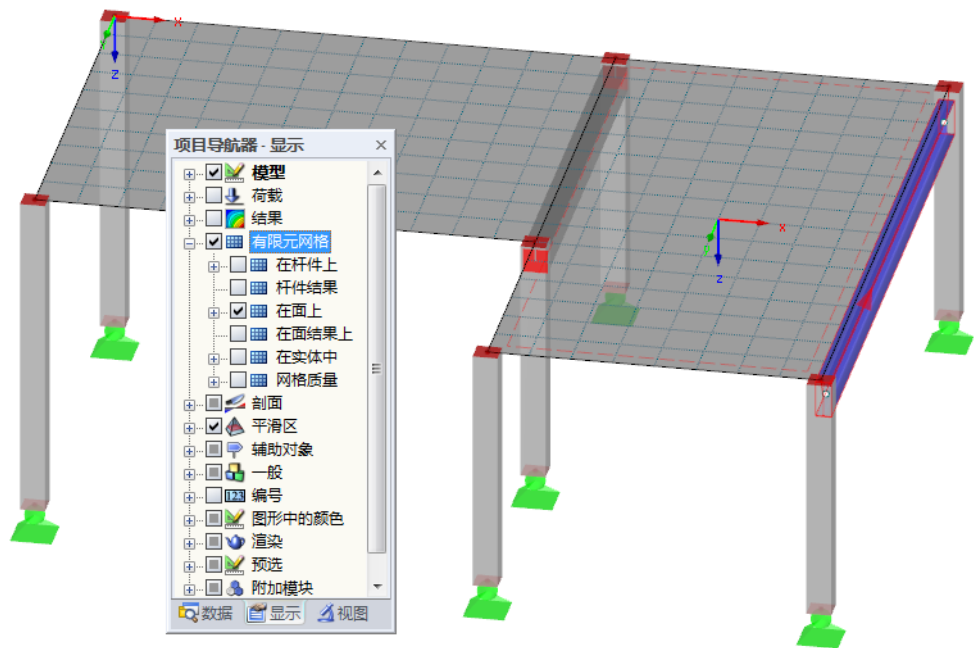 x
y
z
项目导航器 - 显示
模型
荷载
结果
有限元网格
在杆件上
杆件结果
在面上
在面结果上
在实体中
网格质量
剖面
平滑区
辅助对象
一般
123 编号
图形中的颜色
渲染
预选
附加模块
数据 显示 视图
x
y
z